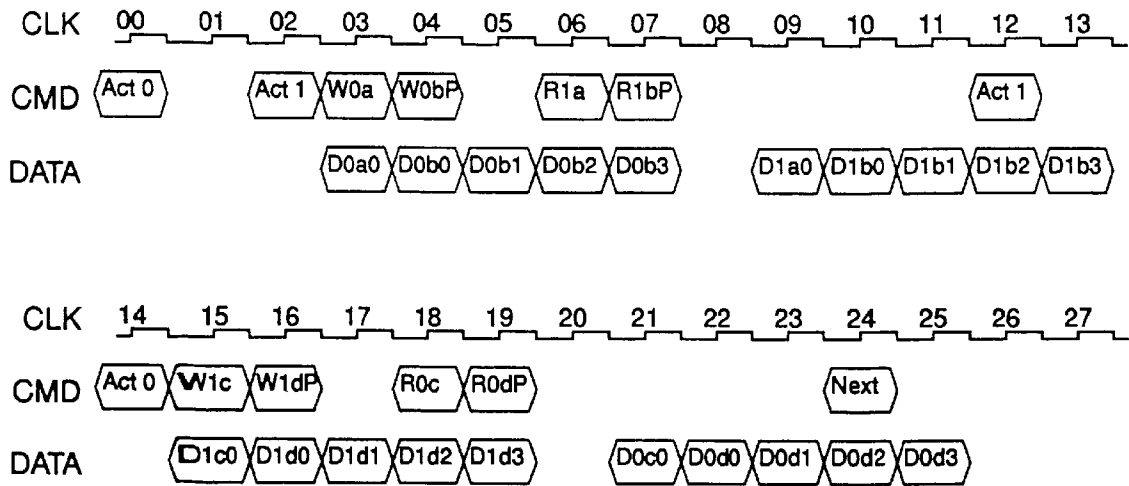 CLK 00 01 02 03 04 05 06 07 08 09 10 11 12 13
CMD Act 0 Act 1 W0a W0bP R1a R1bP Act 1
DATA D0a0 D0b0 D0b1 D0b2 D0b3 D1a0 D1b0 D1b1 D1b2 D1b3
CLK 14 15 16 17 18 19 20 21 22 23 24 25 26 27
CMD Act 0 W1c W1dP R0c R0dP Next
DATA D1c0 D1d0 D1d1 D1d2 D1d3 D0c0 D0d0 D0d1 D0d2 D0d3